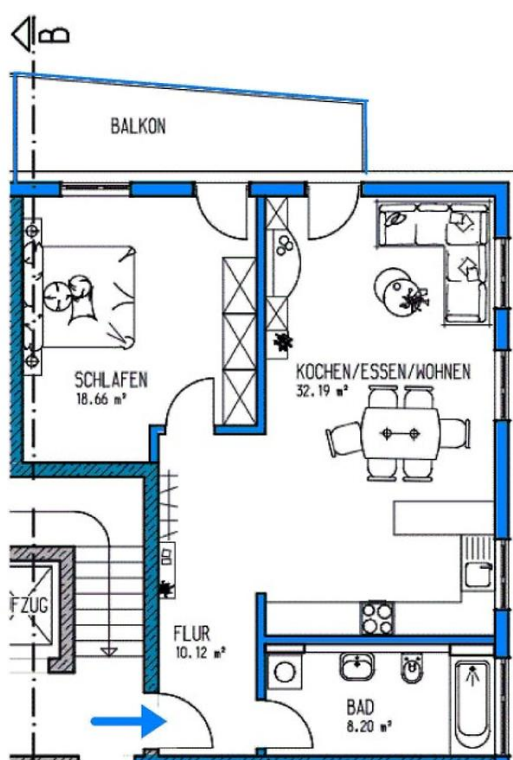 B
BALKON
SCHLAFEN
18.66 m²
KOCHEN/ESSEN/WOHNEN
32.19 m²
FZUG
FLUR
10.12 m²
BAD
8.20 m²